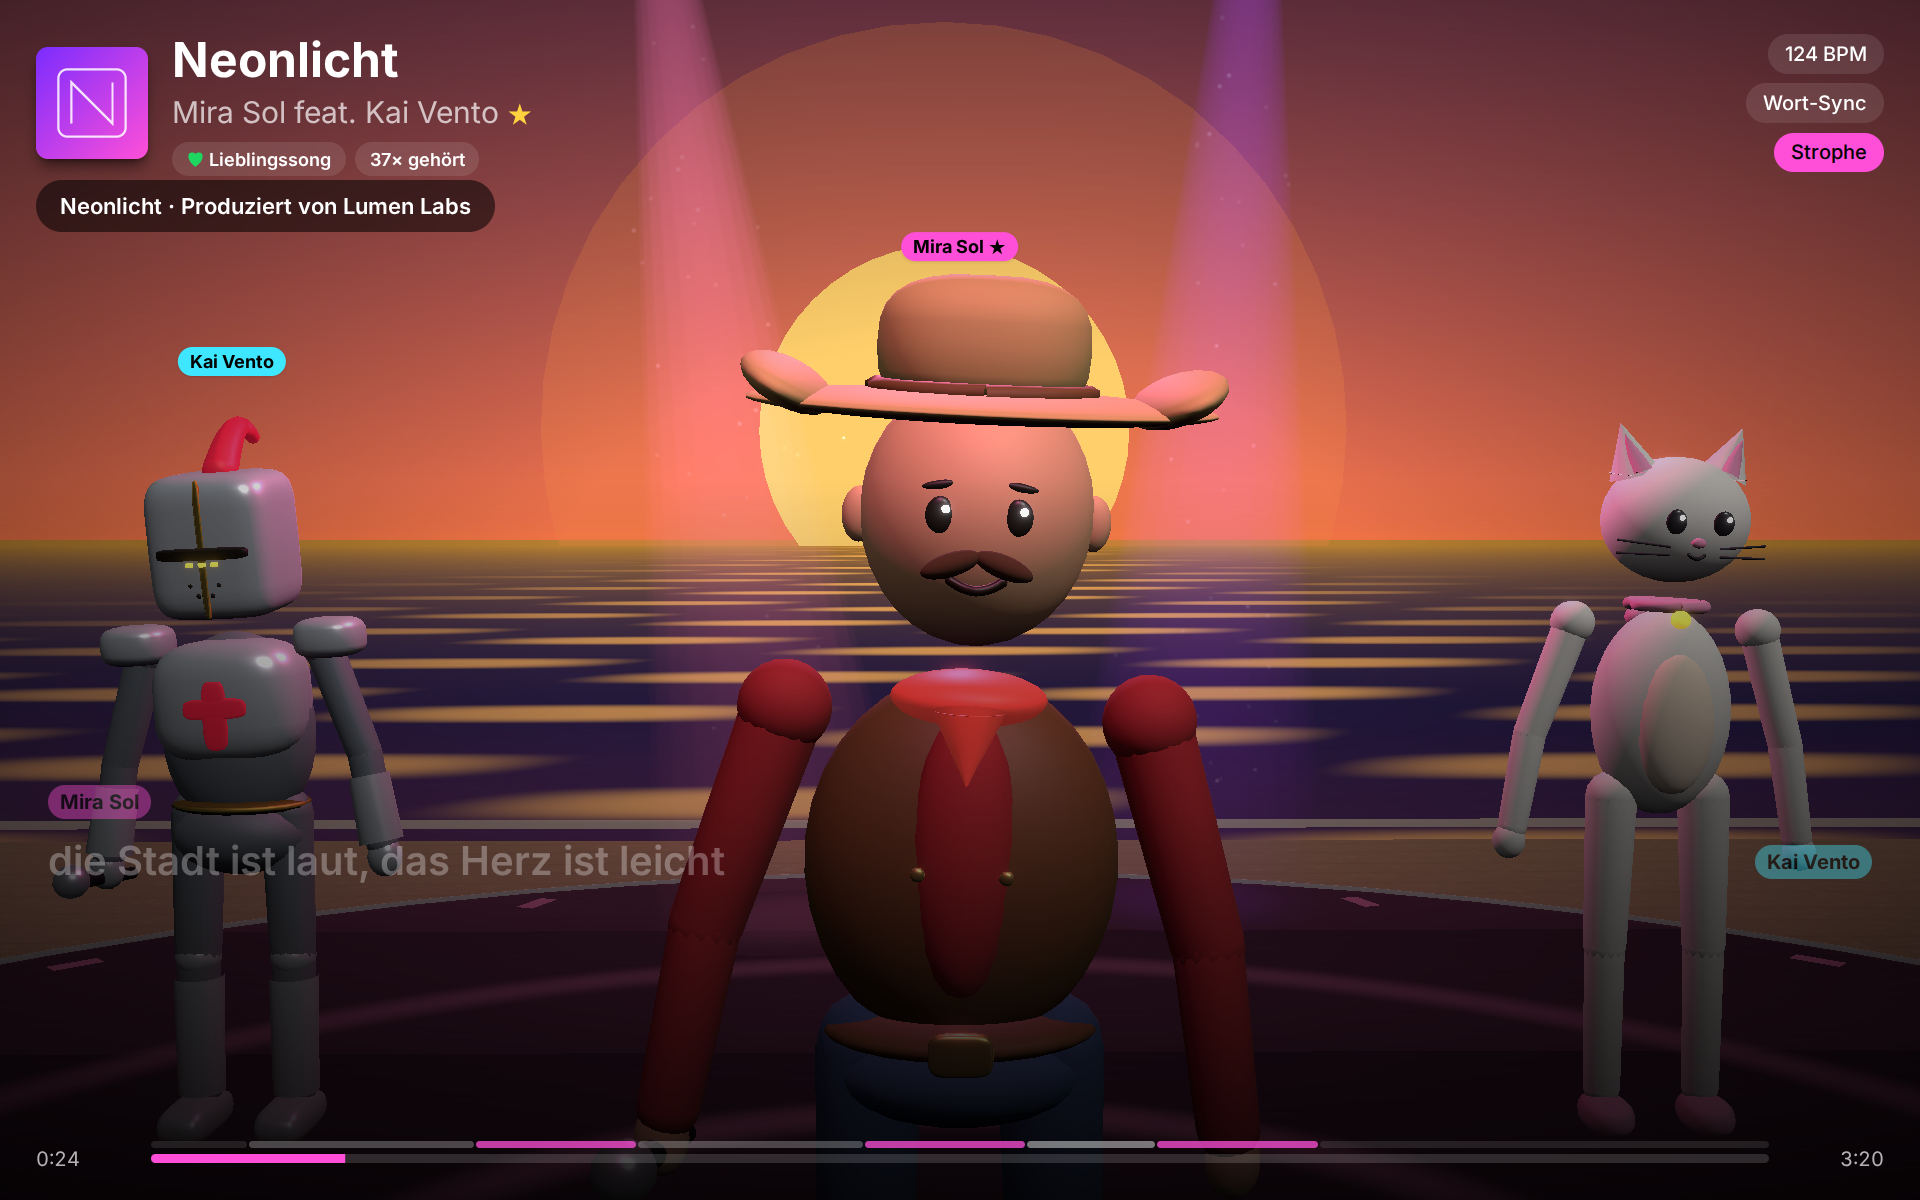 N
Neonlicht
Mira Sol feat. Kai Vento ★
Lieblingssong
37× gehört
Neonlicht · Produziert von Lumen Labs
124 BPM
Wort-Sync
Strophe
Mira Sol ★
Kai Vento
Mira Sol
die Stadt ist laut, das Herz ist leicht
Kai Vento
0:24
3:20